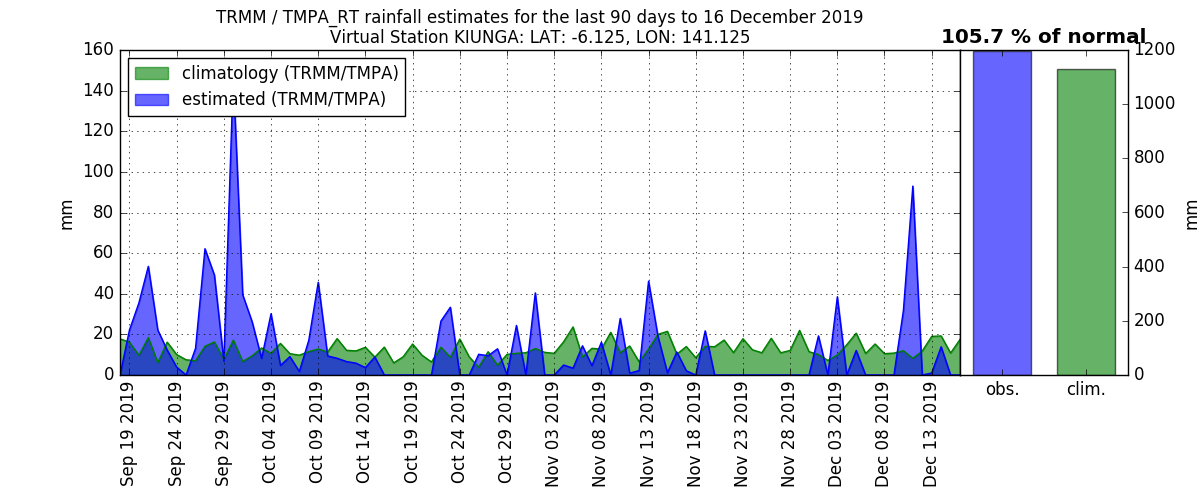 TRMM / TMPA_RT rainfall estimates for the last 90 days to 16 December 2019
Virtual Station KIUNGA: LAT: -6.125, LON: 141.125
105.7 % of normal
climatology (TRMM/TMPA)
estimated (TRMM/TMPA)
mm
160
140
120
100
80
60
40
20
0
Sep 19 2019
Sep 24 2019
Sep 29 2019
Oct 04 2019
Oct 09 2019
Oct 14 2019
Oct 19 2019
Oct 24 2019
Oct 29 2019
Nov 03 2019
Nov 08 2019
Nov 13 2019
Nov 18 2019
Nov 23 2019
Nov 28 2019
Dec 03 2019
Dec 08 2019
Dec 13 2019
obs.
clim.
1200
1000
800
600
400
200
0
mm